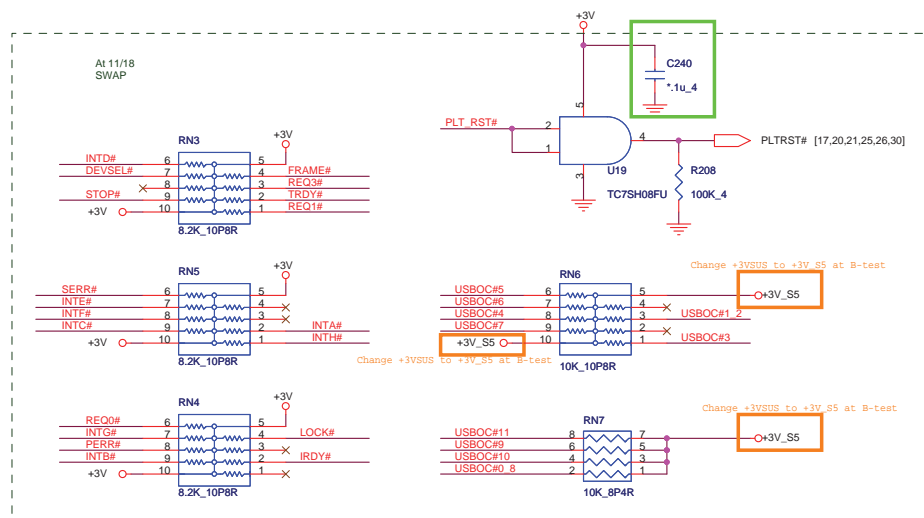 +3V
At 11/18
SWAP
C240
*.1u_4
5
PLT_RST#
2
1
4
PLTRST# [17,20,21,25,26,30]
3
U19
TC7SH08FU
R208
100K_4
RN3
+3V
INTD# 6 5
DEVSEL# 7 4 FRAME#
8 3 REQ3#
STOP# 9 2 TRDY#
+3V 10 1 REQ1#
8.2K_10P8R
RN5
+3V
SERR# 6 5
INTE# 7 4
INTF# 8 3
INTC# 9 2 INTA#
+3V 10 1 INTH#
8.2K_10P8R
Change +3VSUS to +3V_S5 at B-test
RN6
USBOC#5 6 5 +3V_S5
USBOC#6 7 4
USBOC#4 8 3 USBOC#1_2
USBOC#7 9 2
+3V_S5 10 1 USBOC#3
Change +3VSUS to +3V_S5 at B-test
10K_10P8R
RN4
+3V
REQ0# 6 5
INTG# 7 4 LOCK#
PERR# 8 3
INTB# 9 2 IRDY#
+3V 10 1
8.2K_10P8R
Change +3VSUS to +3V_S5 at B-test
RN7
USBOC#11 8 7 +3V_S5
USBOC#9 6 5
USBOC#10 4 3
USBOC#0_8 2 1
10K_8P4R